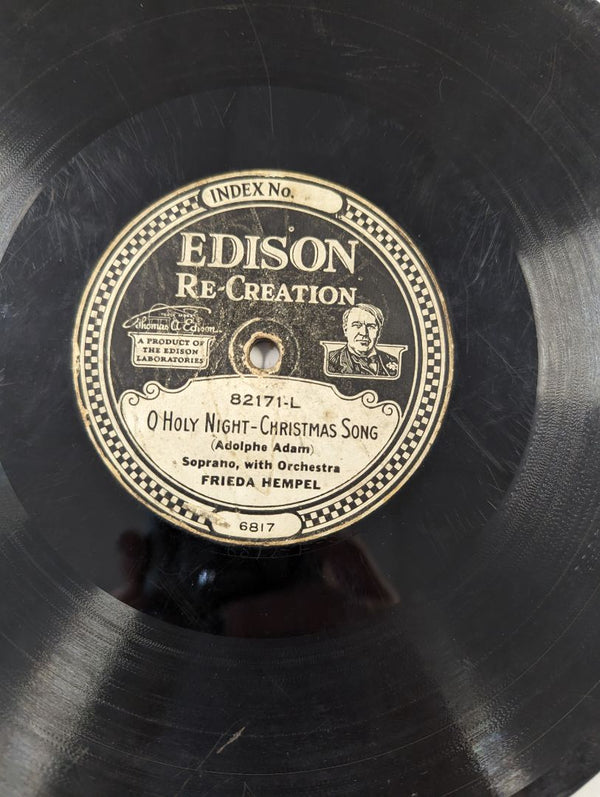 INDEX No.
EDISON
RE-CREATION
Thomas A Edison
A PRODUCT OF
THE EDISON
LABORATORIES
82171-L
O HOLY NIGHT-CHRISTMAS SONG
(Adolphe Adam)
Soprano, with Orchestra
FRIEDA HEMPEL
6817